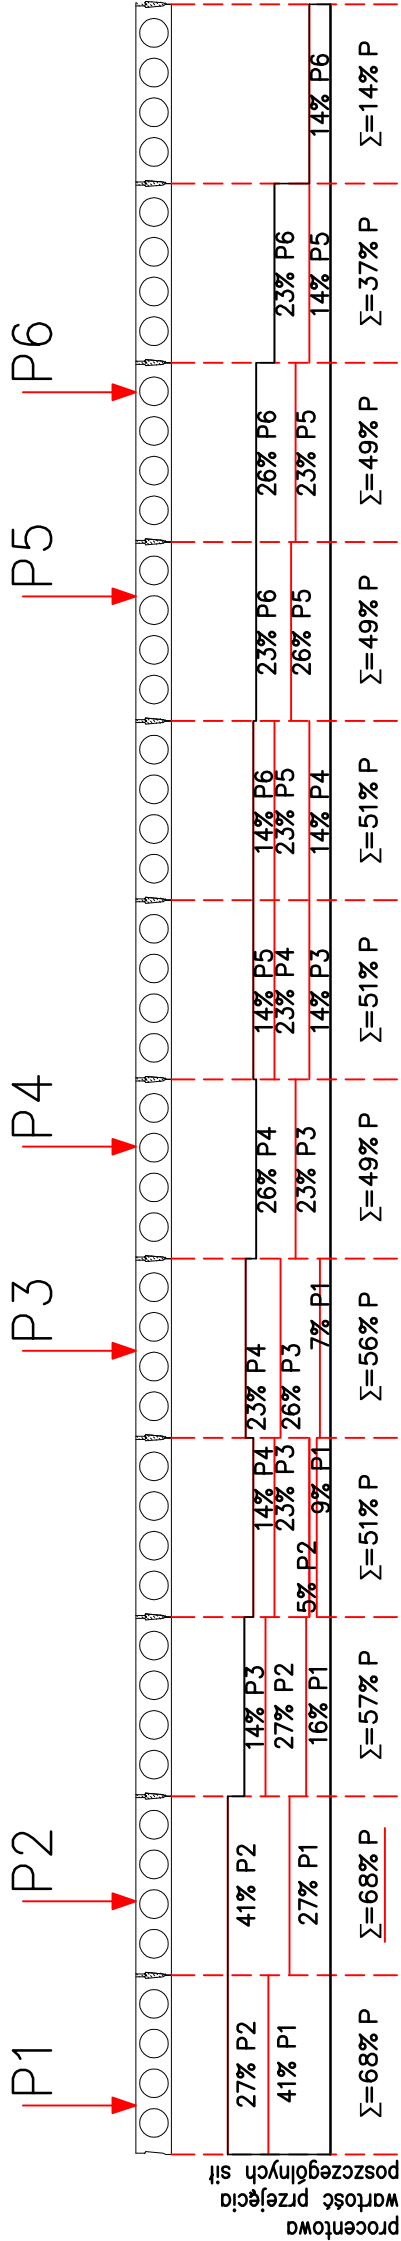 P1 P2 P3 P4 P5 P6
procentowa
wartość przejęcia
poszczególnych sił
27% P2
41% P1
Σ=68% P
41% P2
27% P1
Σ=68% P
14% P3
27% P2
16% P1
Σ=57% P
14% P4
23% P3
5% P2
9% P1
Σ=51% P
23% P4
26% P3
7% P1
Σ=56% P
26% P4
23% P3
Σ=49% P
14% P5
23% P4
14% P3
Σ=51% P
14% P6
23% P5
14% P4
Σ=51% P
23% P6
26% P5
Σ=49% P
26% P6
23% P5
Σ=49% P
23% P6
14% P5
Σ=37% P
14% P6
Σ=14% P